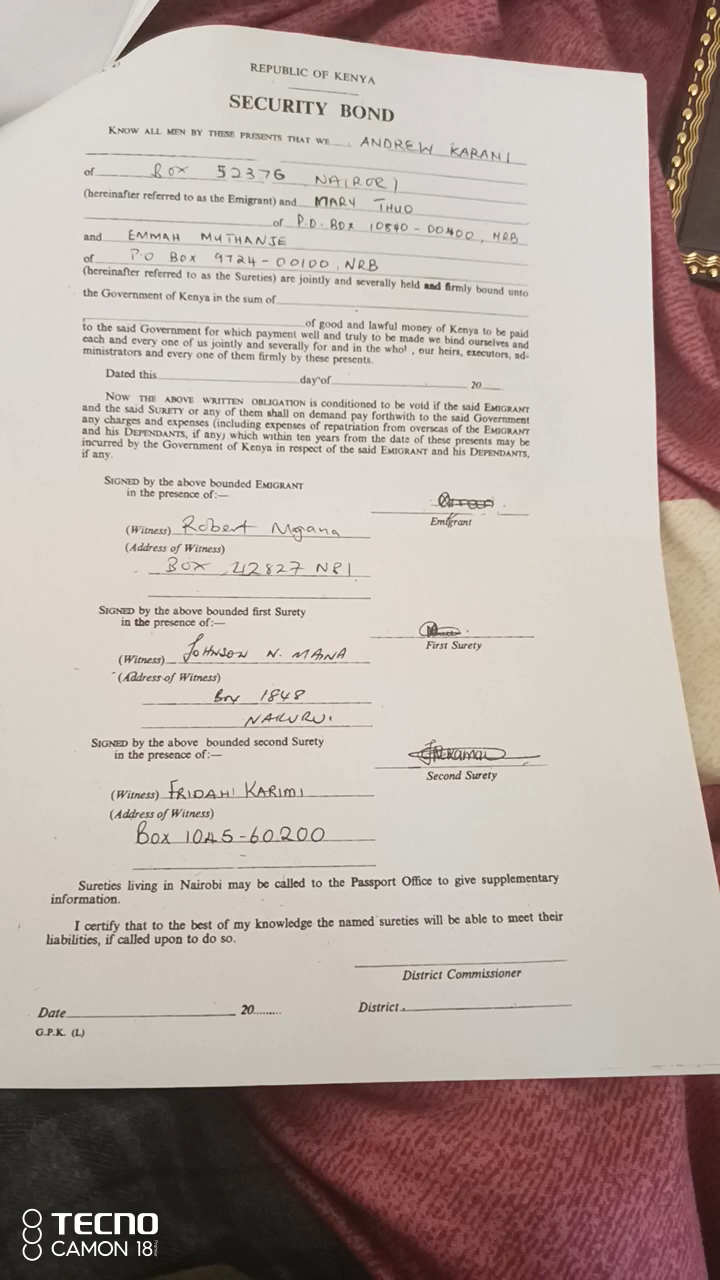 REPUBLIC OF KENYA
SECURITY BOND
KNOW ALL MEN BY THESE PRESENTS THAT WE ANDREW KARANI
of BOX 52376 NAIROBI
(hereinafter referred to as the Emigrant) and MARY THUO
of P.O. BOX 10540-00400, NRB
and EMMAH MUTHANJE
of P.O BOX 9724-00100, NRB
(hereinafter referred to as the Sureties) are jointly and severally held and firmly bound unto
the Government of Kenya in the sum of
of good and lawful money of Kenya to be paid
to the said Government for which payment well and truly to be made we bind ourselves and
each and every one of us jointly and severally for and in the who , our heirs, executors, ad-
ministrators and every one of them firmly by these presents.
Dated this day of 20
NOW THE ABOVE WRITTEN OBLIGATION is conditioned to be void if the said EMIGRANT
and the said SURETY or any of them shall on demand pay forthwith to the said Government
any charges and expenses (including expenses of repatriation from overseas of the EMIGRANT
and his DEPENDANTS, if any) which within ten years from the date of these presents may be
incurred by the Government of Kenya in respect of the said EMIGRANT and his DEPENDANTS,
if any.
SIGNED by the above bounded EMIGRANT
in the presence of:—
Emigrant
(Witness) Robert
(Address of Witness)
BOX 42827 NBI
SIGNED by the above bounded first Surety
in the presence of:—
First Surety
(Witness) JOHNSON N. MAINA
(Address of Witness)
Box 1848
NAKURU.
SIGNED by the above bounded second Surety
in the presence of:—
Second Surety
(Witness) FRIDAH KARIMI
(Address of Witness)
Box 1045-60200
Sureties living in Nairobi may be called to the Passport Office to give supplementary
information.
I certify that to the best of my knowledge the named sureties will be able to meet their
liabilities, if called upon to do so.
District Commissioner
Date 20........ District
G.P.K. (L)
TECNO
CAMON 18 Premier